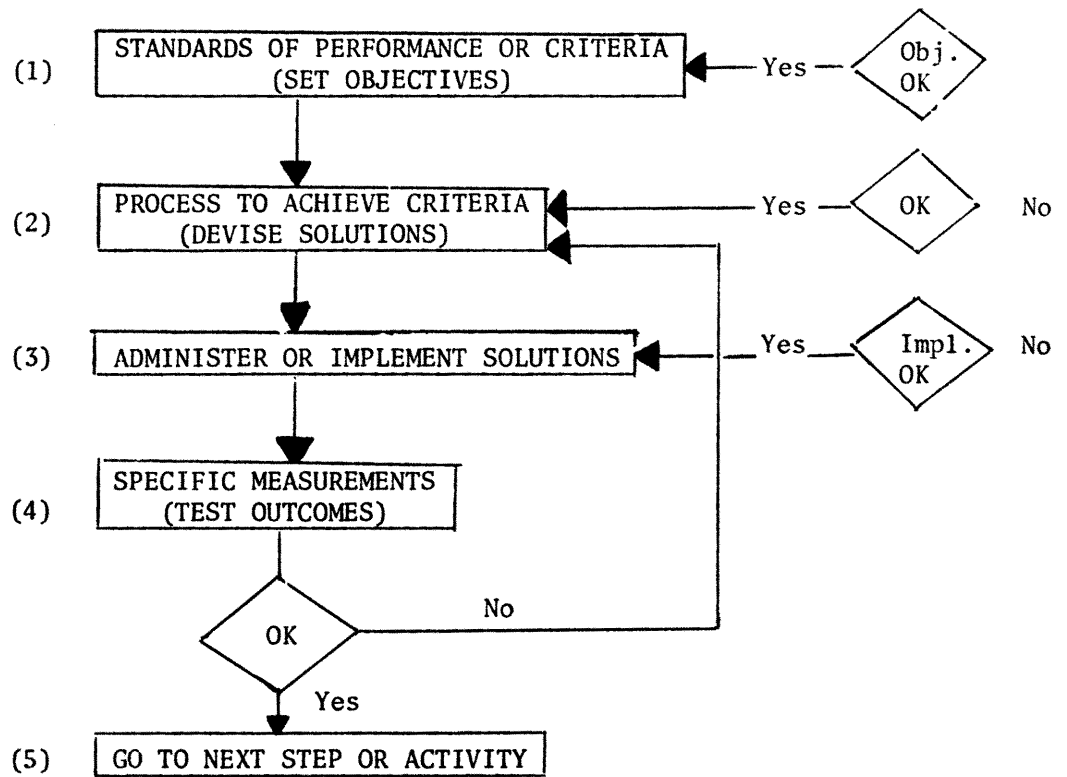 (1)
STANDARDS OF PERFORMANCE OR CRITERIA
(SET OBJECTIVES)
Yes
Obj.
OK
(2)
PROCESS TO ACHIEVE CRITERIA
(DEVISE SOLUTIONS)
Yes
OK
No
(3)
ADMINISTER OR IMPLEMENT SOLUTIONS
Yes
Impl.
OK
No
(4)
SPECIFIC MEASUREMENTS
(TEST OUTCOMES)
OK
No
Yes
(5)
GO TO NEXT STEP OR ACTIVITY